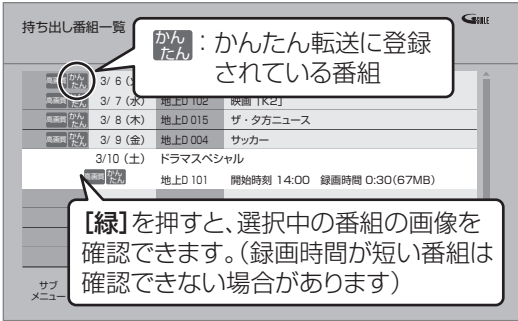 持ち出し番組一覧
かんたん：かんたん転送に登録
されている番組
高画質 かんたん 3/ 6
高画質 かんたん 3/ 7 (水) 地上D 102 映画「K2」
高画質 かんたん 3/ 8 (木) 地上D 015 ザ・夕方ニュース
高画質 かんたん 3/ 9 (金) 地上D 004 サッカー
3/10 (土) ドラマスペシャル
高画質 かんたん 地上D 101 開始時刻 14:00 録画時間 0:30(67MB)
[緑]を押すと、選択中の番組の画像を
確認できます。(録画時間が短い番組は
確認できない場合があります)
サブ
メニュー